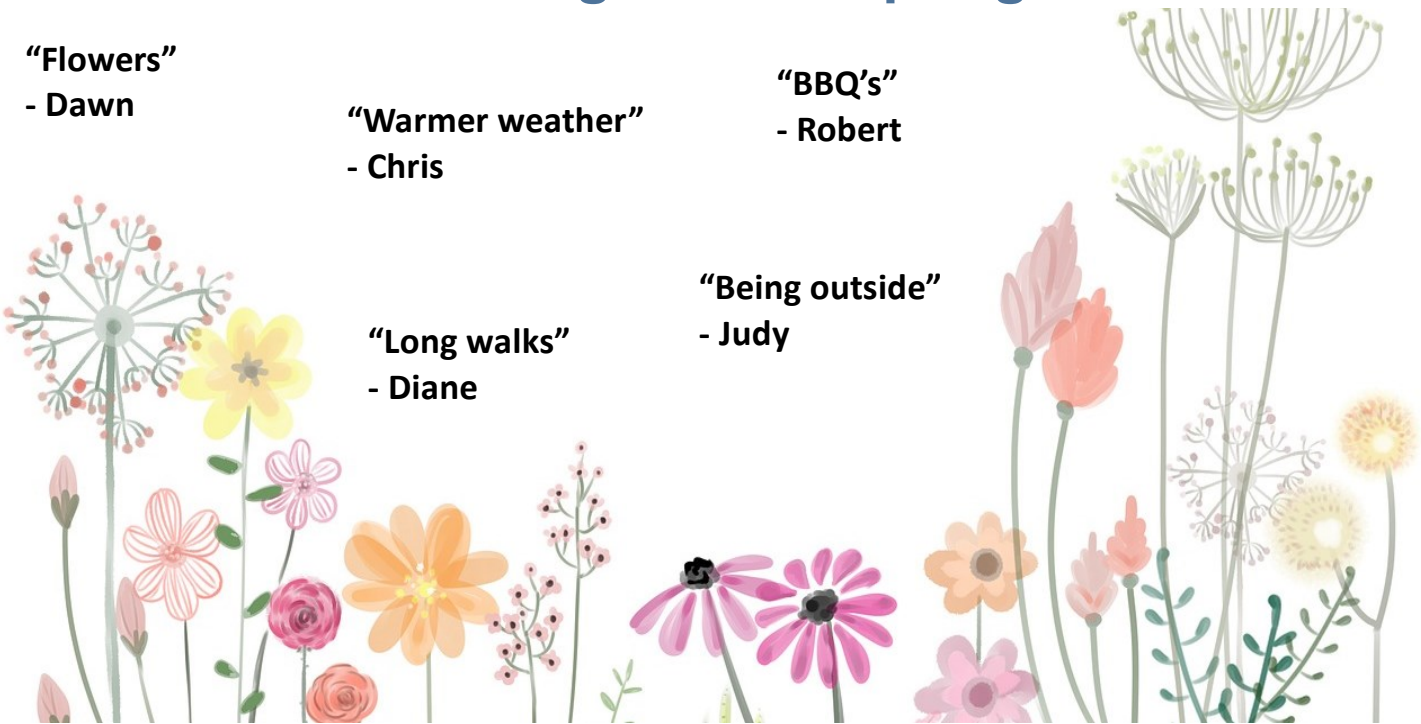 “Flowers”
- Dawn
“Warmer weather”
- Chris
“BBQ’s”
- Robert
“Long walks”
- Diane
“Being outside”
- Judy